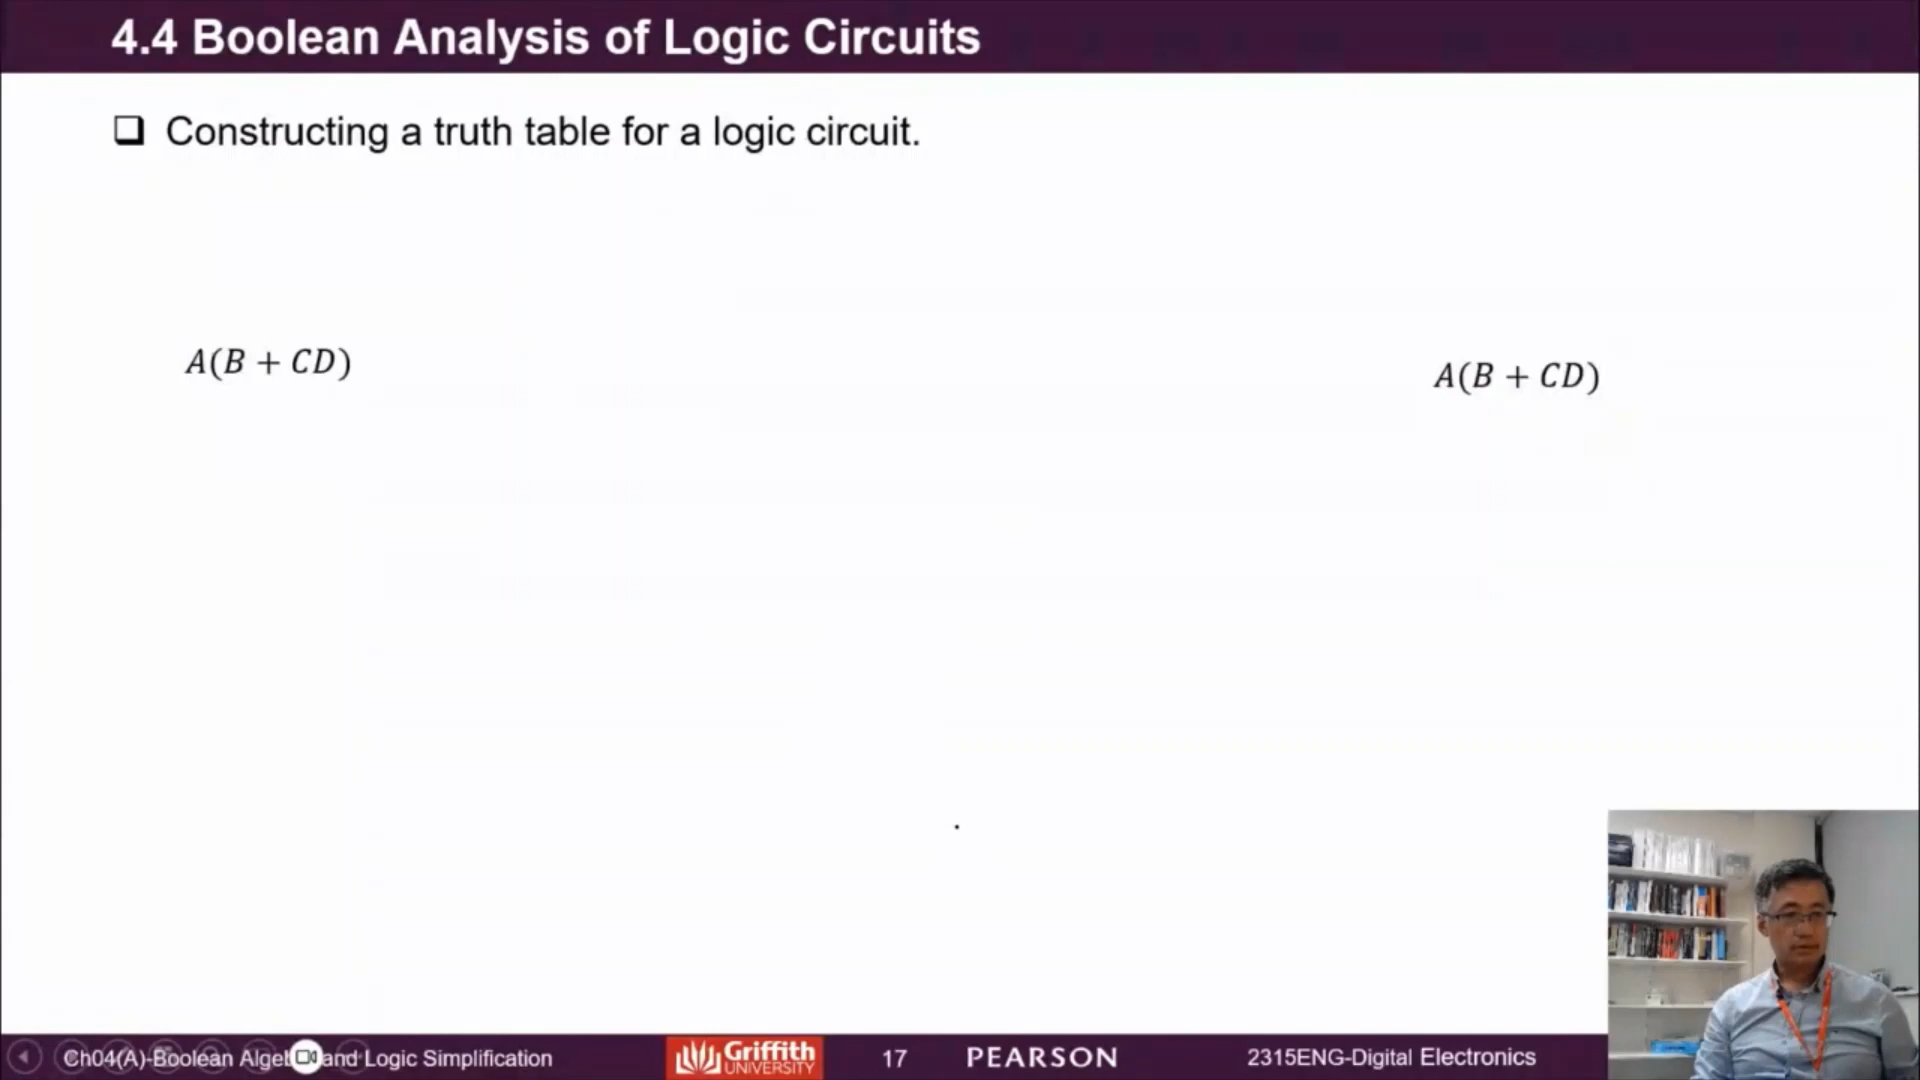 4.4 Boolean Analysis of Logic Circuits
❑ Constructing a truth table for a logic circuit.
A(B + CD)
A(B + CD)
Ch04(A)-Boolean Algeb and Logic Simplification
Griffith
UNIVERSITY
17
PEARSON
2315ENG-Digital Electronics